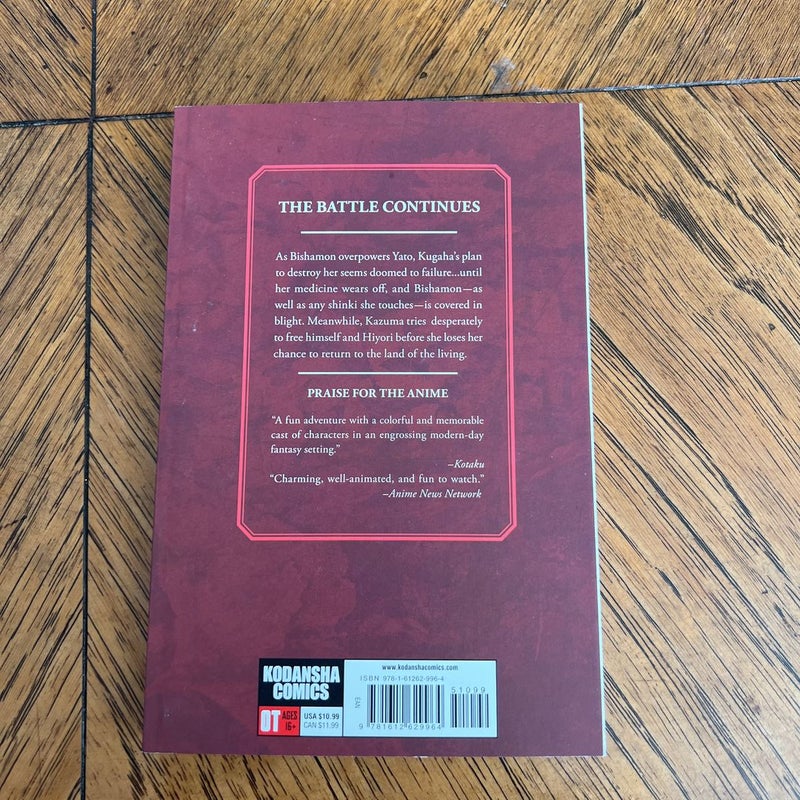 THE BATTLE CONTINUES
As Bishamon overpowers Yato, Kugaha's plan
to destroy her seems doomed to failure...until
her medicine wears off, and Bishamon—as
well as any shinki she touches—is covered in
blight. Meanwhile, Kazuma tries desperately
to free himself and Hiyori before she loses her
chance to return to the land of the living.
PRAISE FOR THE ANIME
"A fun adventure with a colorful and memorable
cast of characters in an engrossing modern-day
fantasy setting."
–Kotaku
"Charming, well-animated, and fun to watch."
–Anime News Network
KODANSHA
COMICS
OT AGES
16+
USA $10.99
CAN $11.99
www.kodanshacomics.com
ISBN 978-1-61262-996-4
51099
EAN
9 781612 629964